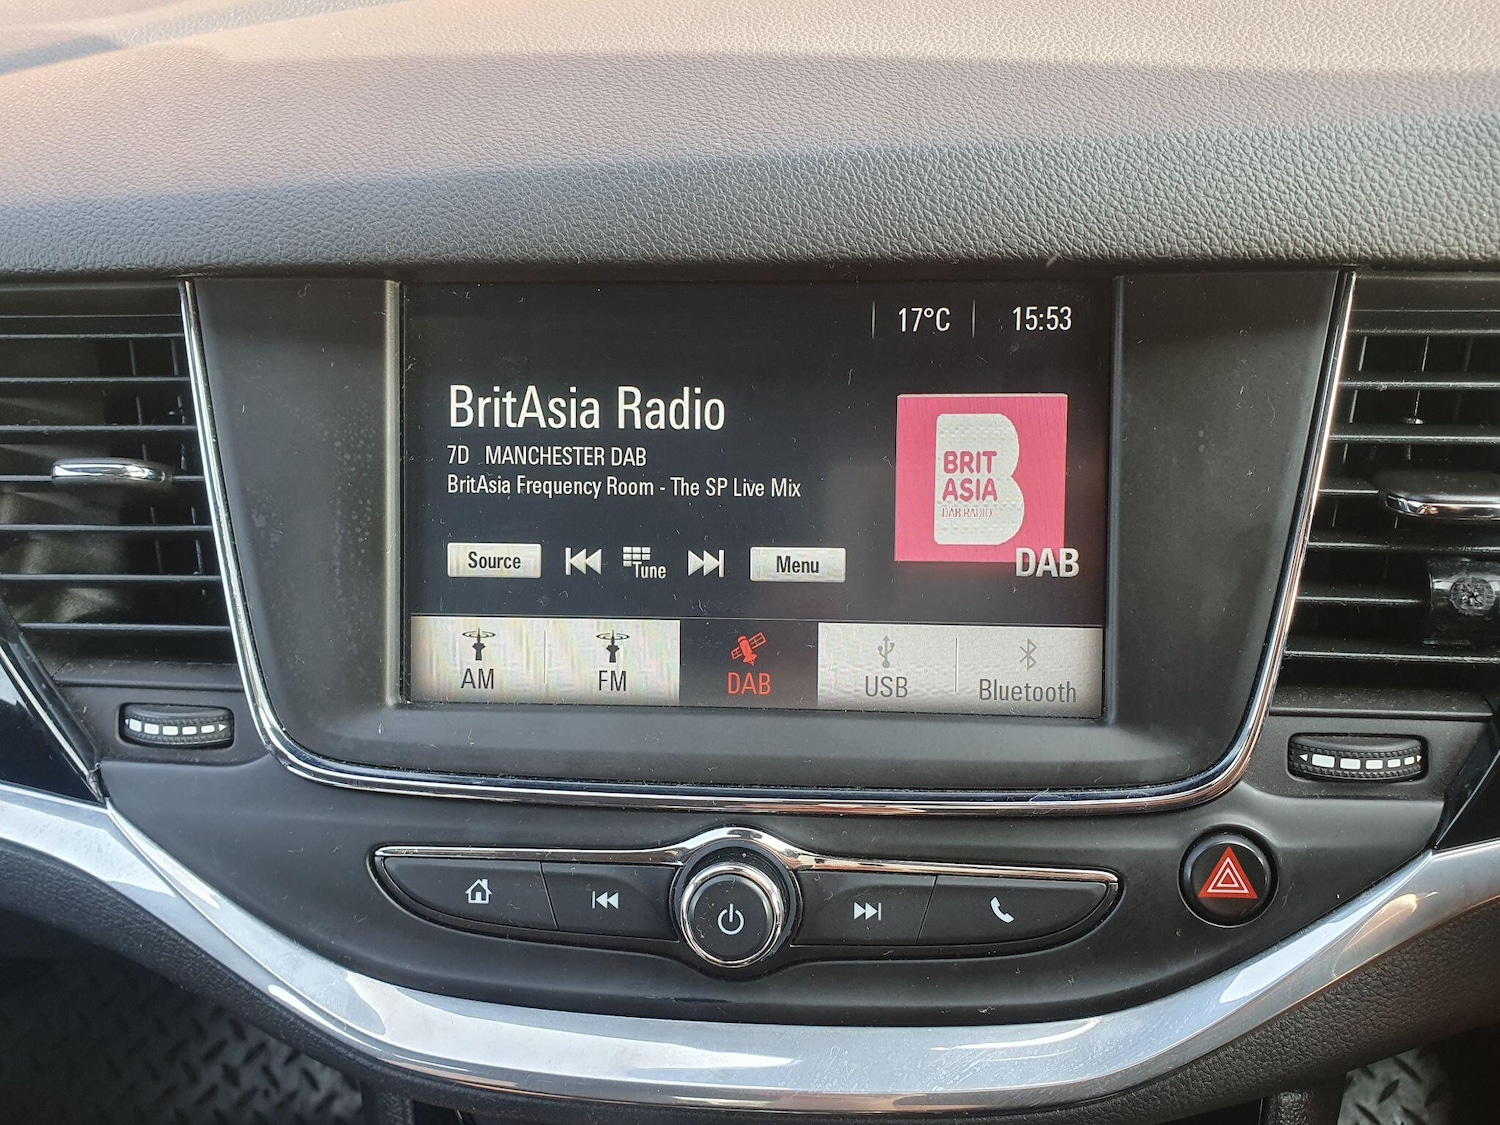 17°C 15:53
BritAsia Radio
7D MANCHESTER DAB
BritAsia Frequency Room - The SP Live Mix
BRIT
ASIA
DAB RADIO
DAB
Source Tune Menu
AM FM DAB USB Bluetooth